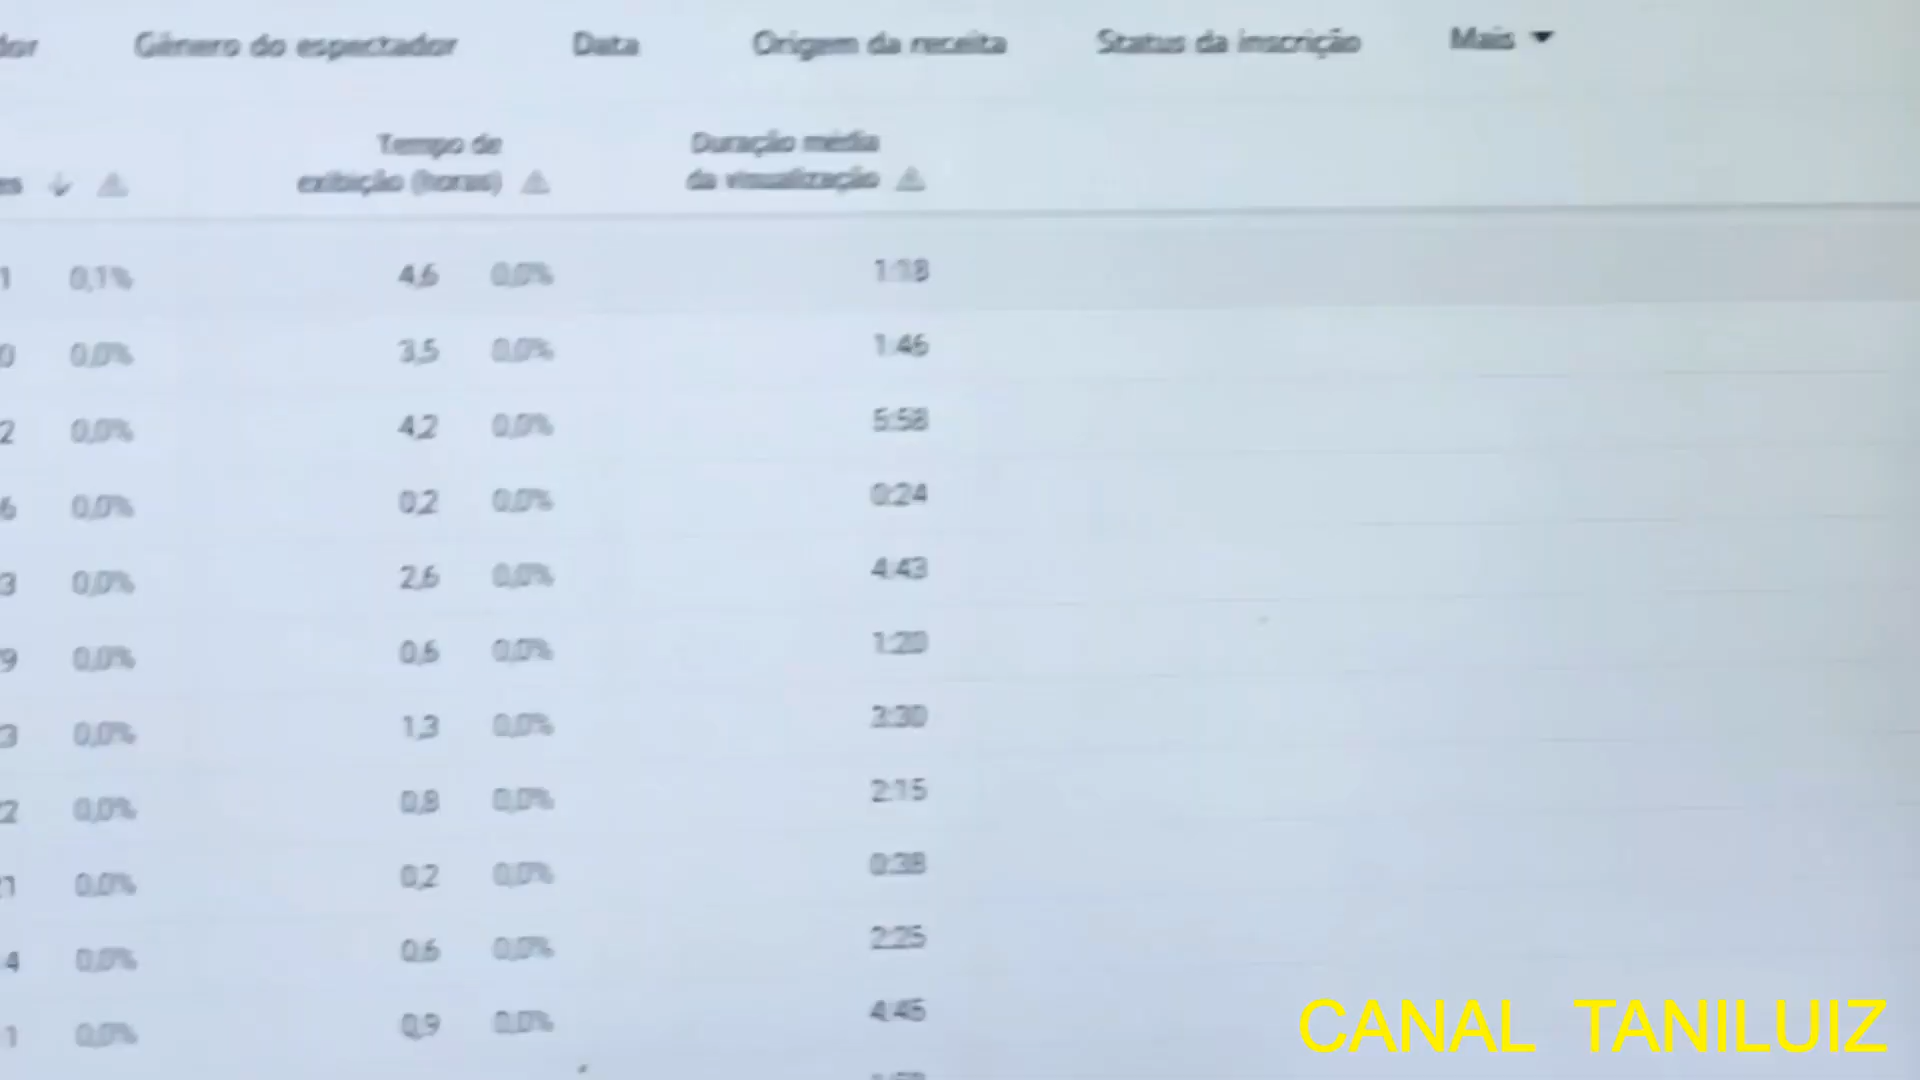 dor Gênero do espectador Data Origem da receita Status da inscrição Mais
Tempo de exibição (horas) Duração média da visualização
1 0,1% 4,6 0,0% 1:18
0 0,0% 3,5 0,0% 1:46
2 0,0% 4,2 0,0% 5:58
6 0,0% 0,2 0,0% 0:24
3 0,0% 2,6 0,0% 4:43
9 0,0% 0,6 0,0% 1:20
3 0,0% 1,3 0,0% 3:30
2 0,0% 0,8 0,0% 2:15
1 0,0% 0,2 0,0% 0:38
4 0,0% 0,6 0,0% 2:25
1 0,0% 0,9 0,0% 4:45
CANAL TANILUIZ